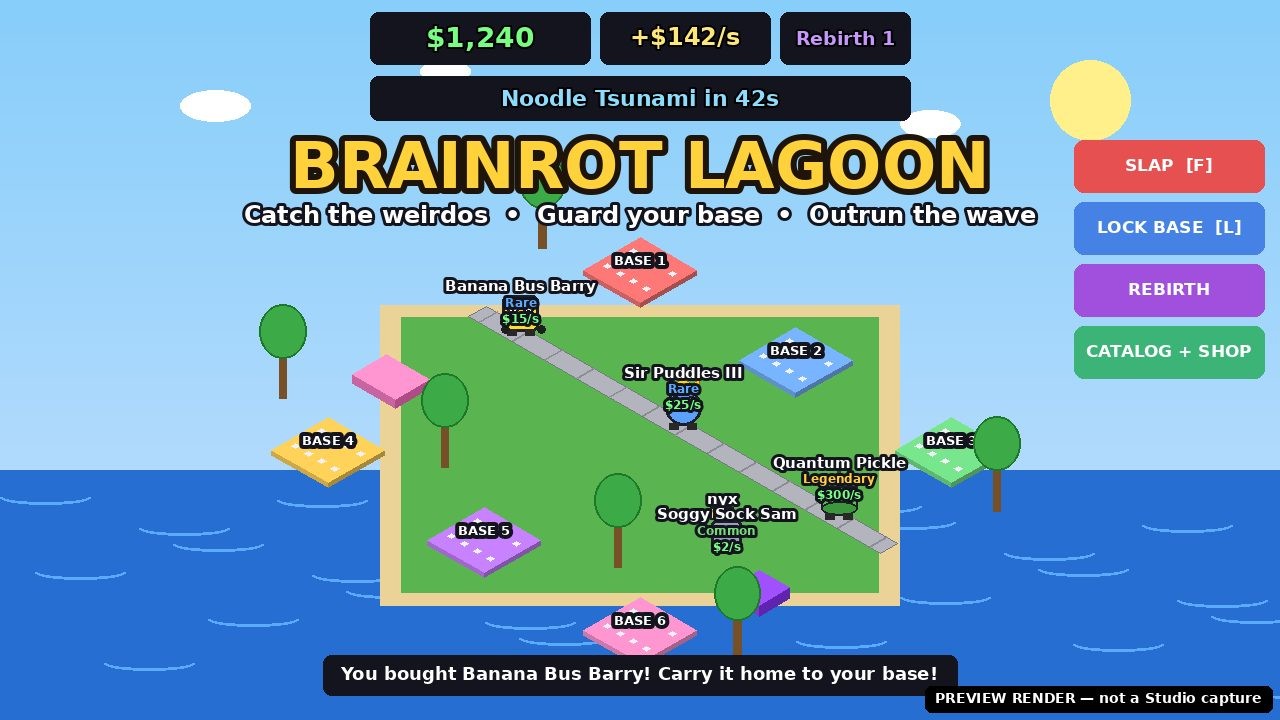 $1,240
+$142/s
Rebirth 1
Noodle Tsunami in 42s
BRAINROT LAGOON
Catch the weirdos • Guard your base • Outrun the wave
SLAP [F]
LOCK BASE [L]
REBIRTH
CATALOG + SHOP
BASE 1
Banana Bus Barry
Rare
$15/s
BASE 2
Sir Puddles III
Rare
$25/s
BASE 4
BASE 3
Quantum Pickle
Legendary
$300/s
nyx
Soggy Sock Sam
Common
$2/s
BASE 5
BASE 6
You bought Banana Bus Barry! Carry it home to your base!
PREVIEW RENDER — not a Studio capture